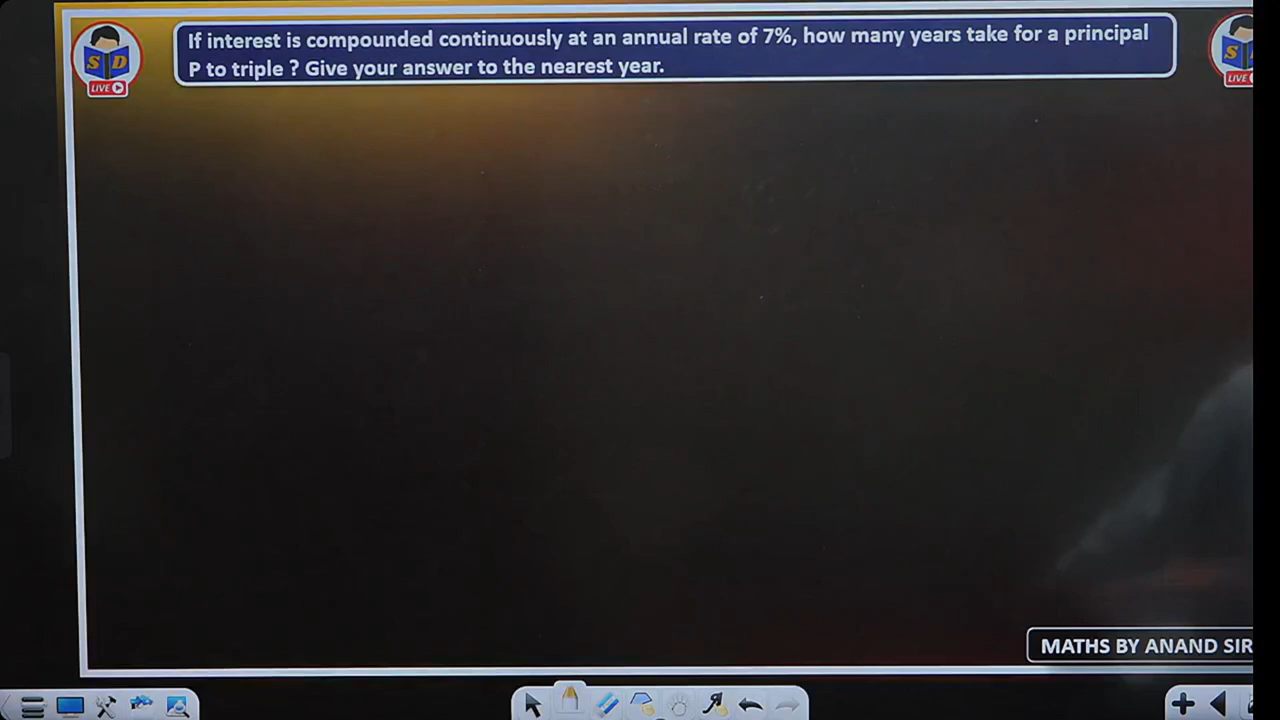 If interest is compounded continuously at an annual rate of 7%, how many years take for a principal
P to triple ? Give your answer to the nearest year.
S D
LIVE
S
LIVE
MATHS BY ANAND SIR